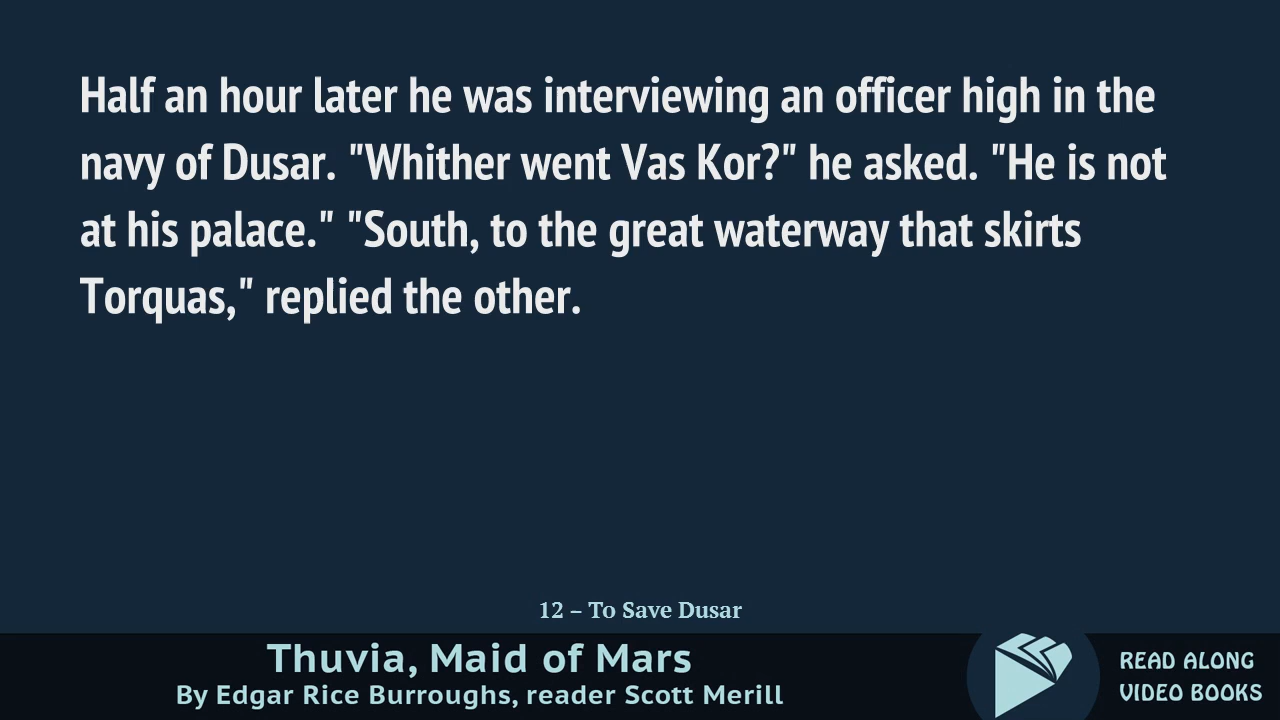 Half an hour later he was interviewing an officer high in the
navy of Dusar. "Whither went Vas Kor?" he asked. "He is not
at his palace." "South, to the great waterway that skirts
Torquas," replied the other.
12 – To Save Dusar
Thuvia, Maid of Mars
By Edgar Rice Burroughs, reader Scott Merill
READ ALONG
VIDEO BOOKS